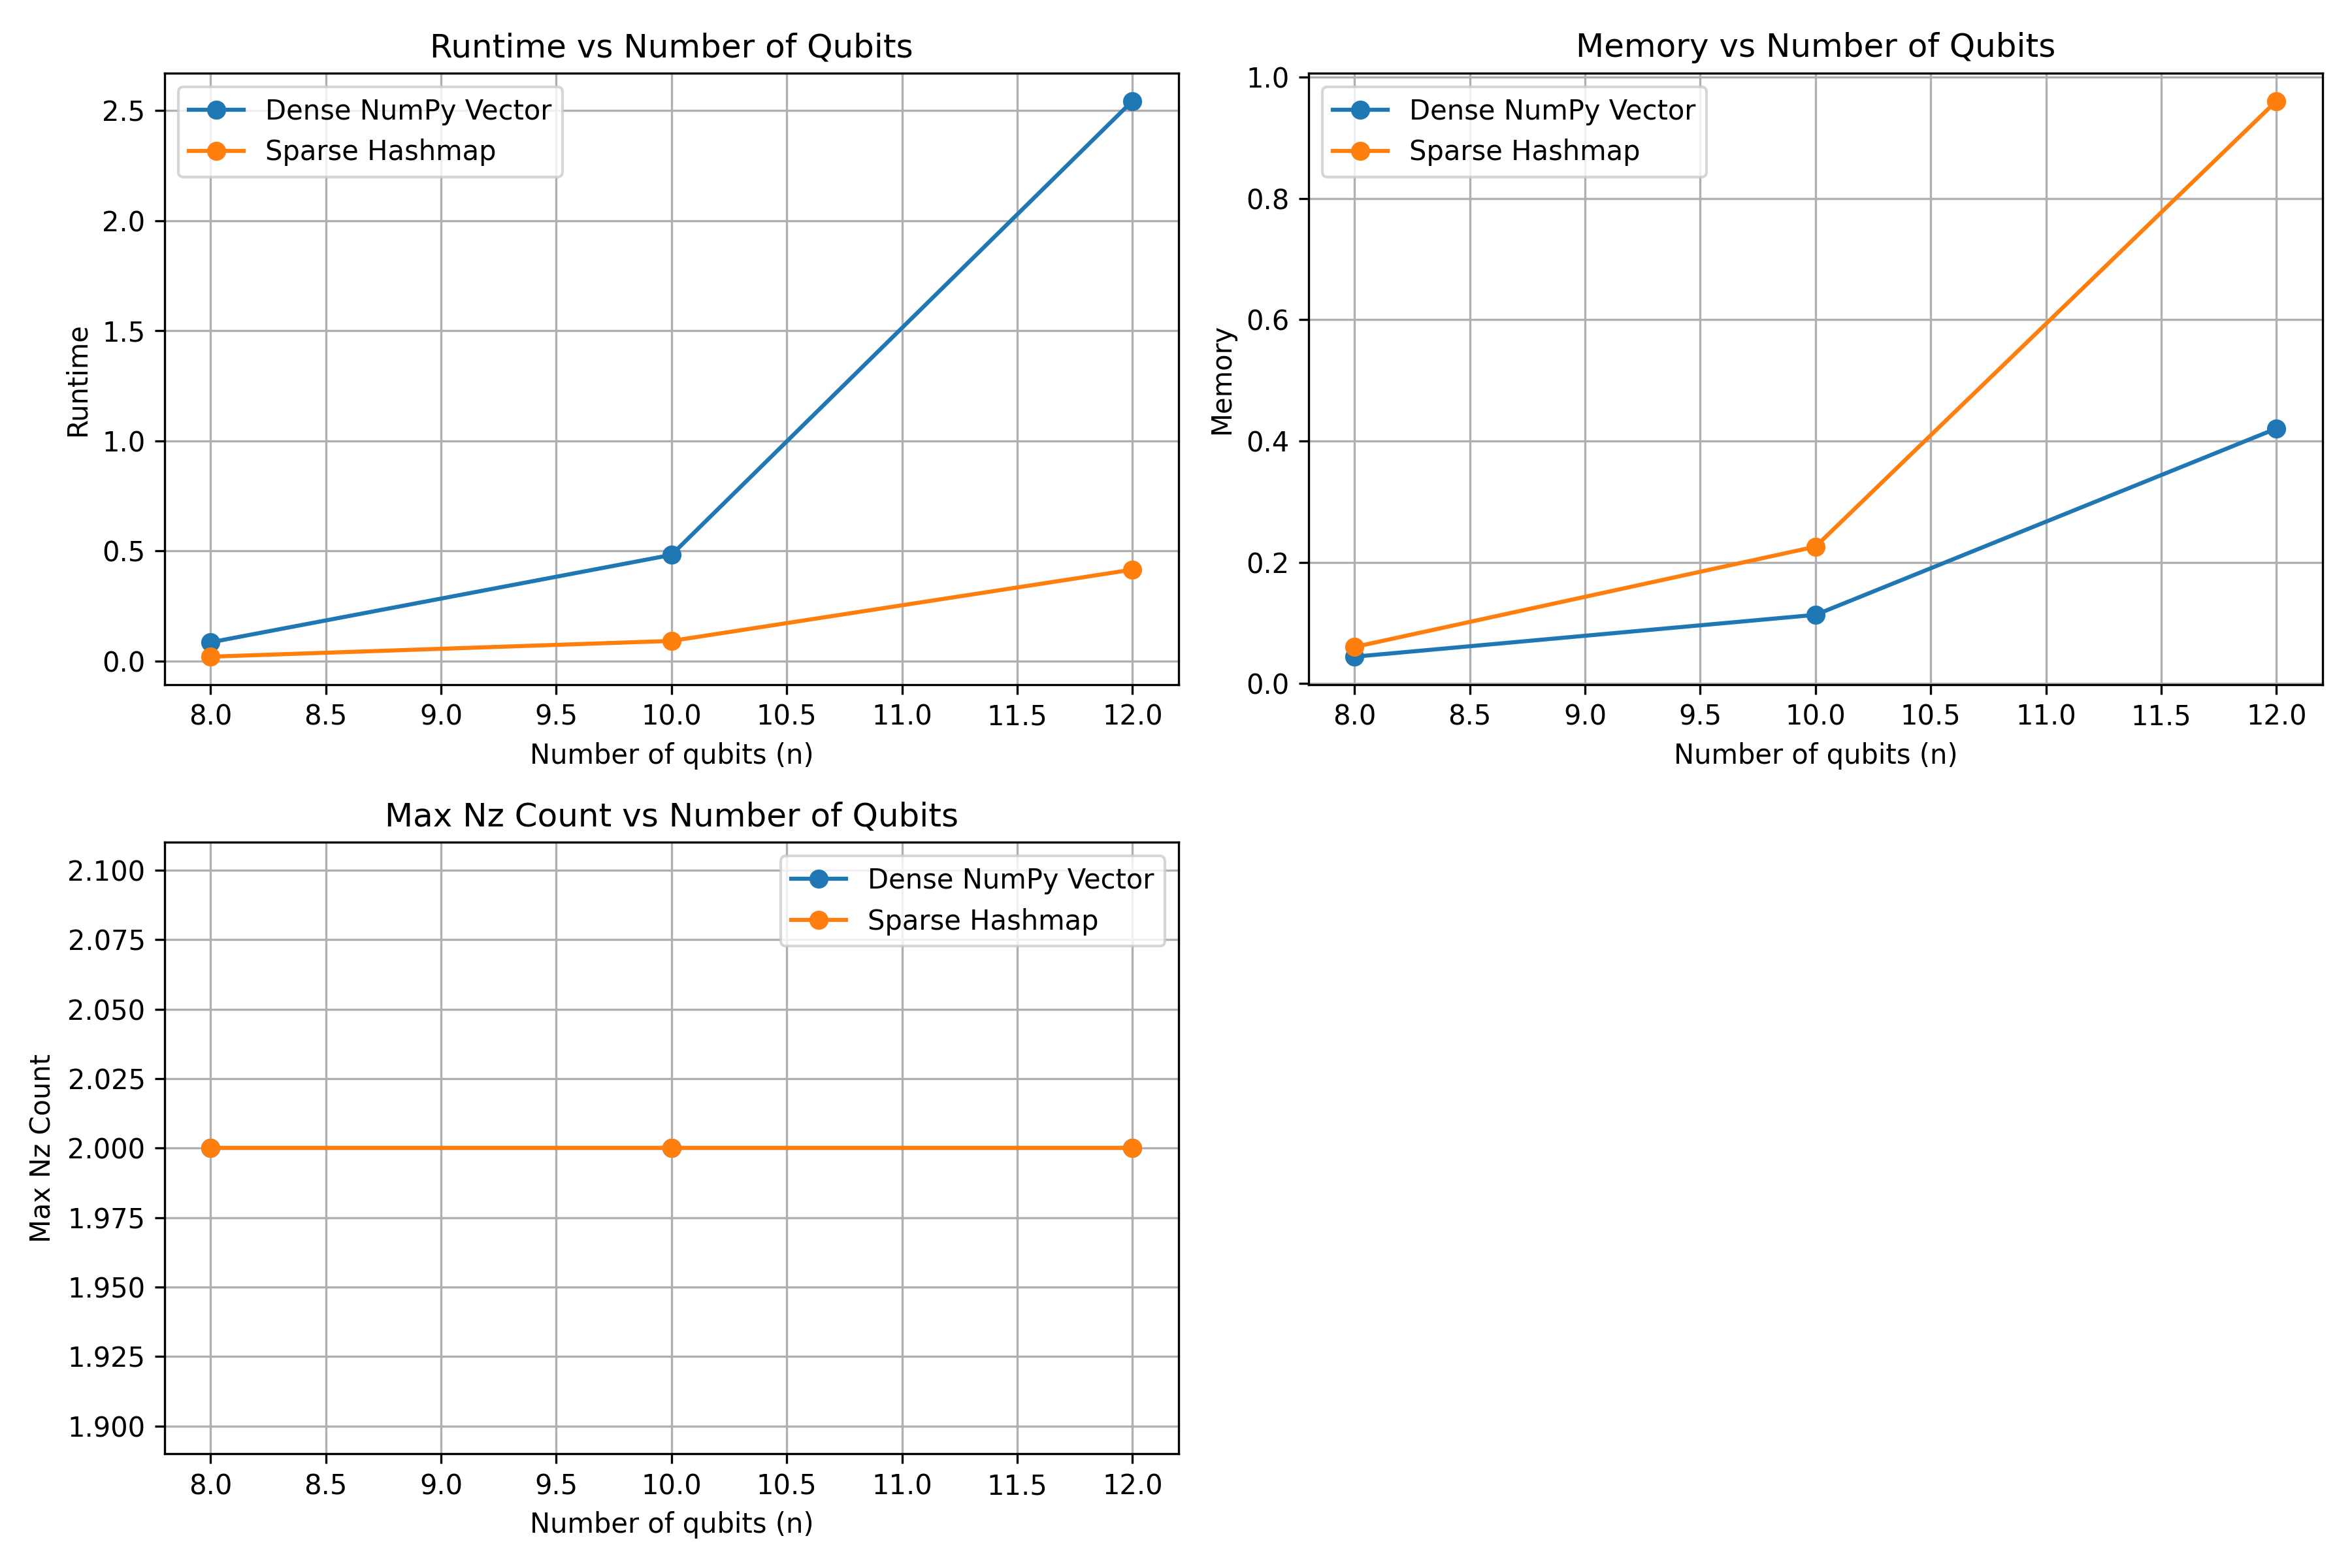 Runtime vs Number of Qubits
Dense NumPy Vector
Sparse Hashmap
Runtime
2.5
2.0
1.5
1.0
0.5
0.0
8.0 8.5 9.0 9.5 10.0 10.5 11.0 11.5 12.0
Number of qubits (n)
Memory vs Number of Qubits
Dense NumPy Vector
Sparse Hashmap
Memory
1.0
0.8
0.6
0.4
0.2
0.0
8.0 8.5 9.0 9.5 10.0 10.5 11.0 11.5 12.0
Number of qubits (n)
Max Nz Count vs Number of Qubits
Dense NumPy Vector
Sparse Hashmap
Max Nz Count
2.100
2.075
2.050
2.025
2.000
1.975
1.950
1.925
1.900
8.0 8.5 9.0 9.5 10.0 10.5 11.0 11.5 12.0
Number of qubits (n)